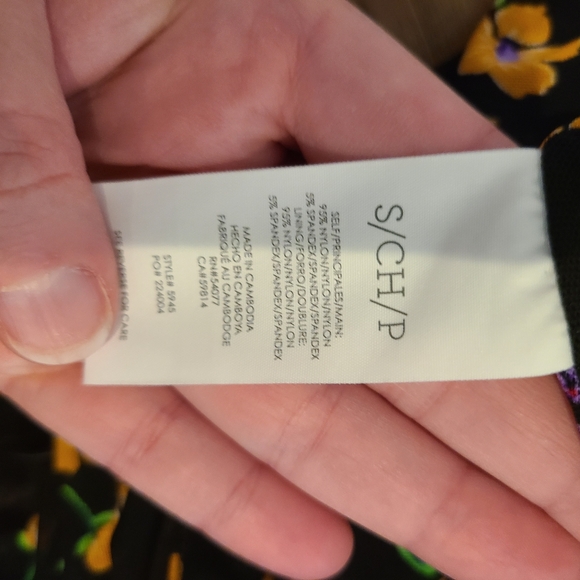 S/CH/P
SELF/PRINCIPALES/MAIN:
95% NYLON/NYLON/NYLON
5% SPANDEX/SPANDEX/SPANDEX
LINING/FORRO/DOUBLURE:
95% NYLON/NYLON/NYLON
5% SPANDEX/SPANDEX/SPANDEX
MADE IN CAMBODIA
HECHO EN CAMBOYA
FABRIQUE AU CAMBODGE
RN#54077
CA#59814
STYLE# 5945
PO# 224004
REVERSE FOR CARE